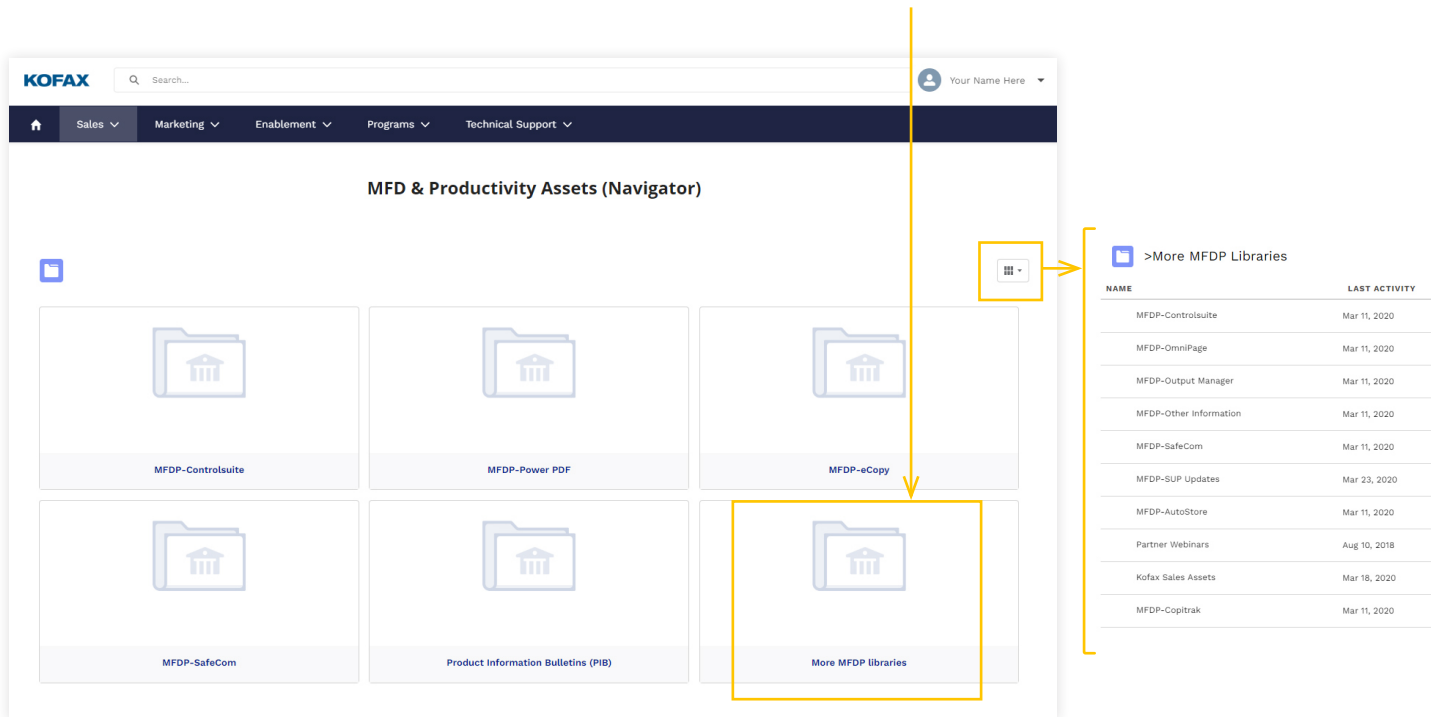 KOFAX
Search...
Your Name Here
Sales
Marketing
Enablement
Programs
Technical Support
MFD & Productivity Assets (Navigator)
MFDP-Controlsuite
MFDP-Power PDF
MFDP-eCopy
MFDP-SafeCom
Product Information Bulletins (PIB)
More MFDP libraries
>More MFDP Libraries
NAME LAST ACTIVITY
MFDP-Controlsuite Mar 11, 2020
MFDP-OmniPage Mar 11, 2020
MFDP-Output Manager Mar 11, 2020
MFDP-Other Information Mar 11, 2020
MFDP-SafeCom Mar 11, 2020
MFDP-SUP Updates Mar 23, 2020
MFDP-AutoStore Mar 11, 2020
Partner Webinars Aug 10, 2018
Kofax Sales Assets Mar 18, 2020
MFDP-Copitrak Mar 11, 2020